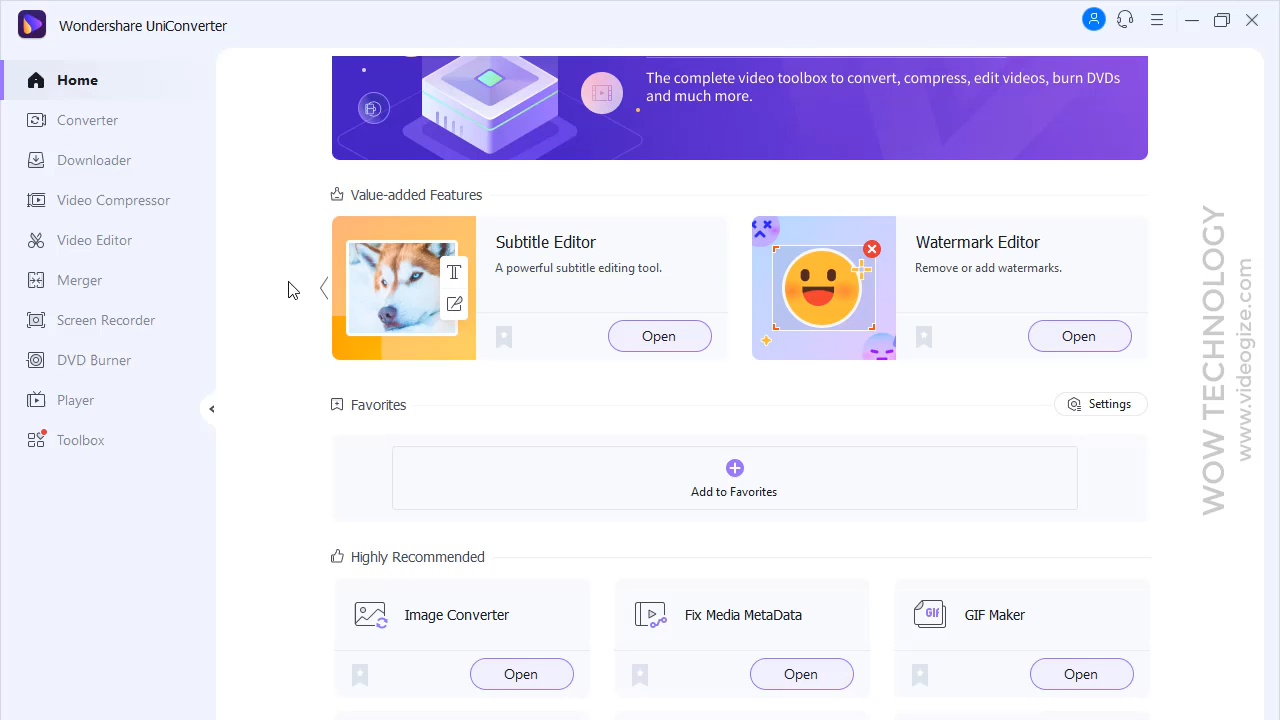 Wondershare UniConverter
Home
Converter
Downloader
Video Compressor
Video Editor
Merger
Screen Recorder
DVD Burner
Player
Toolbox
The complete video toolbox to convert, compress, edit videos, burn DVDs
and much more.
Value-added Features
Subtitle Editor
A powerful subtitle editing tool.
Open
T
Watermark Editor
Remove or add watermarks.
Open
Favorites
Settings
Add to Favorites
Highly Recommended
Image Converter
Open
Fix Media MetaData
Open
GIF
GIF Maker
Open
WOW TECHNOLOGY
www.videogize.com